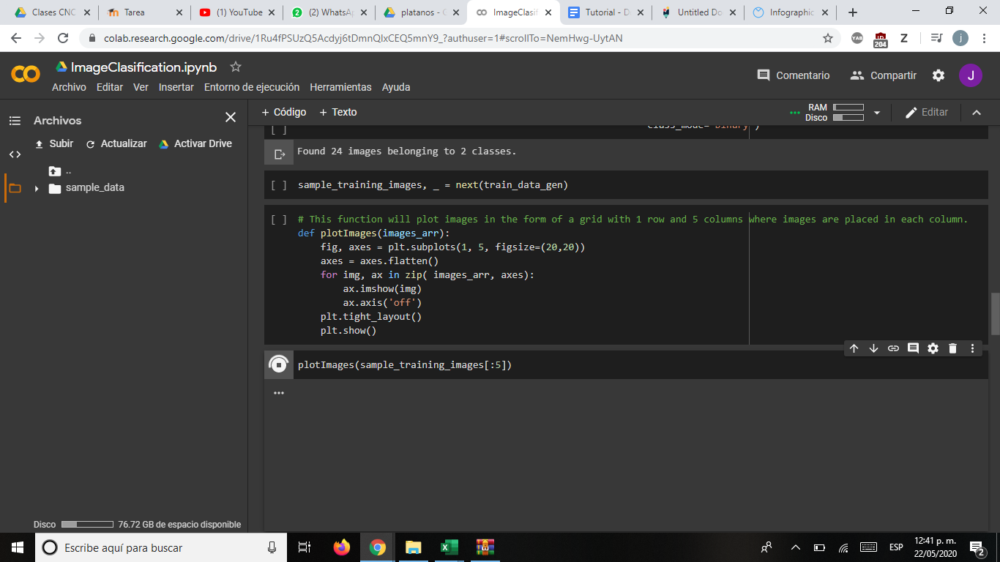 Clases CNC
Tarea
(1) YouTube
(2) WhatsA
platanos - G
ImageClasif
Tutorial - D
Untitled Do
Infographic
colab.research.google.com/drive/1Ru4fPSUzQ5Acdyj6tDmnQlxCEQ5mnY9_?authuser=1#scrollTo=NemHwg-UytAN
YAB
204
Z
j
ImageClasification.ipynb
Archivo Editar Ver Insertar Entorno de ejecución Herramientas Ayuda
Comentario
Compartir
J
Archivos
+ Código + Texto
RAM
Disco
Editar
Subir Actualizar Activar Drive
..
sample_data
[ ] class_mode='binary')
Found 24 images belonging to 2 classes.
[ ] sample_training_images, _ = next(train_data_gen)
[ ] # This function will plot images in the form of a grid with 1 row and 5 columns where images are placed in each column.
def plotImages(images_arr):
fig, axes = plt.subplots(1, 5, figsize=(20,20))
axes = axes.flatten()
for img, ax in zip( images_arr, axes):
ax.imshow(img)
ax.axis('off')
plt.tight_layout()
plt.show()
plotImages(sample_training_images[:5])
Disco 76.72 GB de espacio disponible
Escribe aquí para buscar
ESP
12:41 p. m.
22/05/2020
2